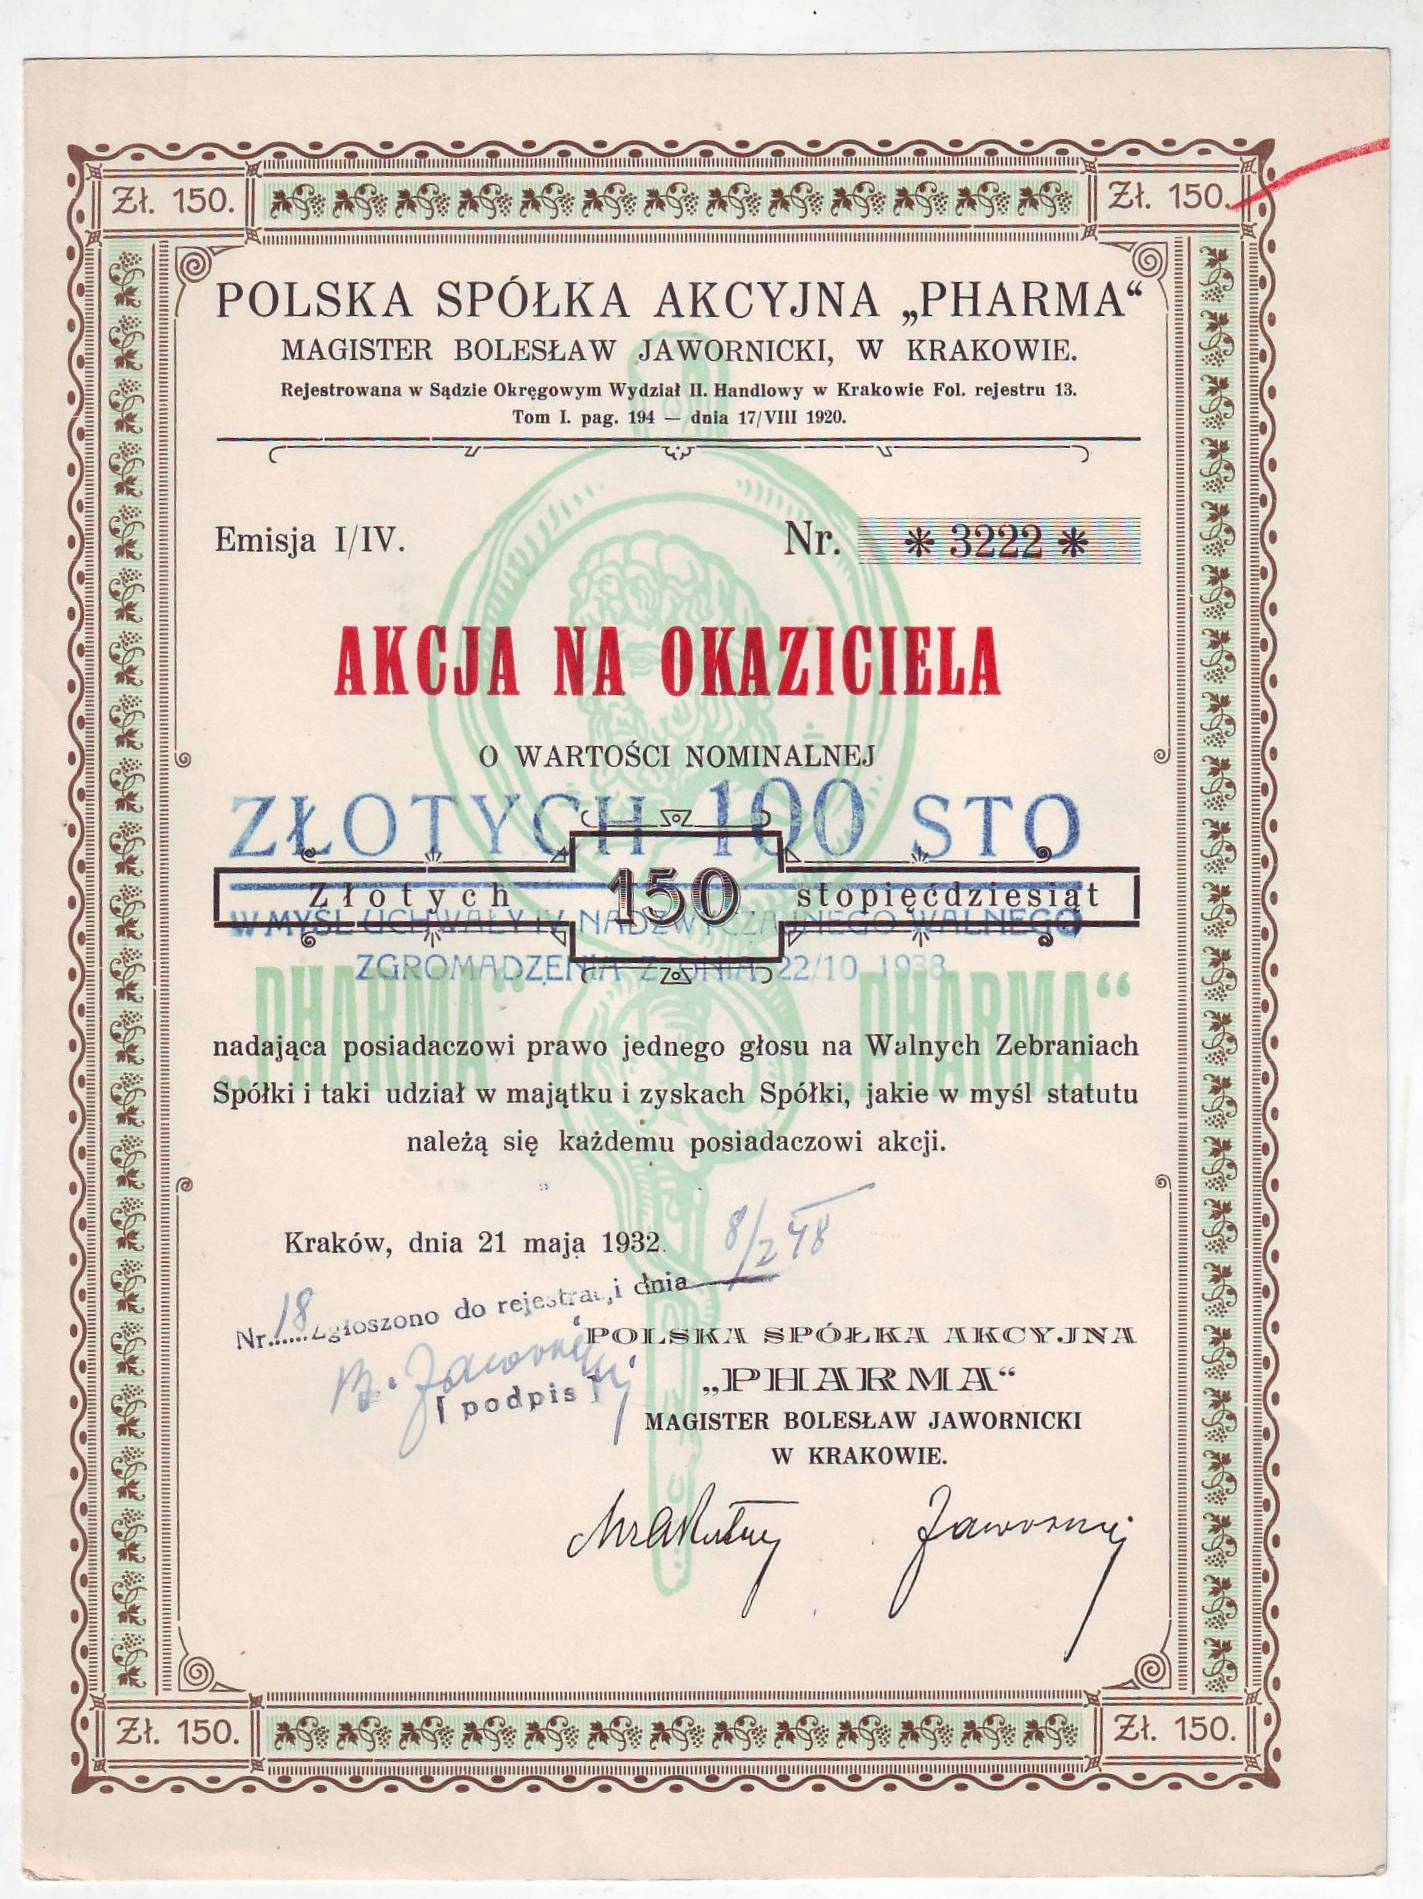 Zł. 150.
Zł. 150.
POLSKA SPÓŁKA AKCYJNA „PHARMA“
MAGISTER BOLESŁAW JAWORNICKI, W KRAKOWIE.
Rejestrowana w Sądzie Okręgowym Wydział II. Handlowy w Krakowie Fol. rejestru 13.
Tom I. pag. 194 — dnia 17/VIII 1920.
Emisja I/IV.
Nr. * 3222 *
AKCJA NA OKAZICIELA
O WARTOŚCI NOMINALNEJ
ZŁOTYCH 100 STO
Złotych 150 stopięćdziesiąt
W MYŚL UCHWAŁY IV NADZWYCZAJNEGO WALNEGO
ZGROMADZENIA Z DNIA 22/10 1938
„PHARMA“ „PHARMA“
nadająca posiadaczowi prawo jednego głosu na Walnych Zebraniach
Spółki i taki udział w majątku i zyskach Spółki, jakie w myśl statutu
należą się każdemu posiadaczowi akcji.
Kraków, dnia 21 maja 1932.
Nr. 18 Zgłoszono do rejestracji dnia 8/2 48
B. Jawornicki
[ podpis ]
POLSKA SPÓŁKA AKCYJNA
„PHARMA“
MAGISTER BOLESŁAW JAWORNICKI
W KRAKOWIE.
Zł. 150.
Zł. 150.